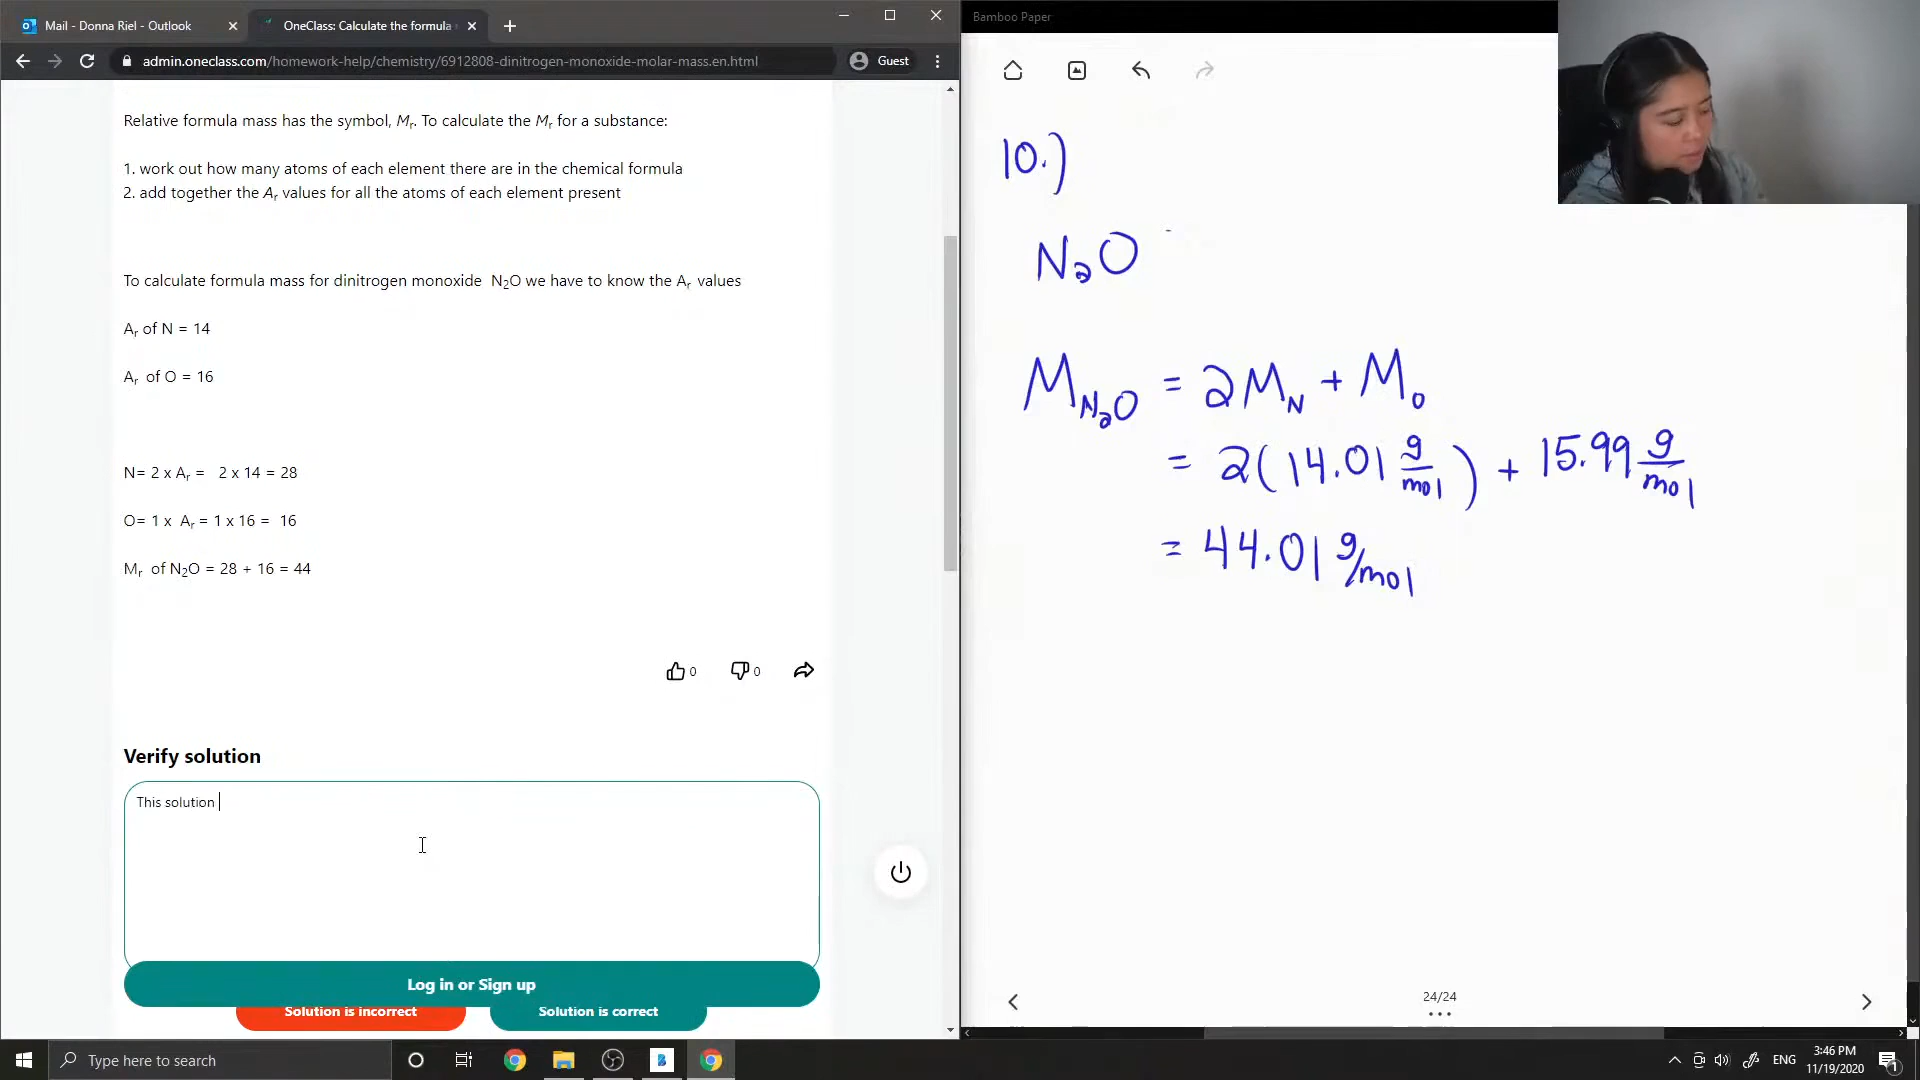 Mail - Donna Riel - Outlook
OneClass: Calculate the formula
admin.oneclass.com/homework-help/chemistry/6912808-dinitrogen-monoxide-molar-mass.en.html
Guest
Relative formula mass has the symbol, Mr. To calculate the Mr for a substance:
1. work out how many atoms of each element there are in the chemical formula
2. add together the Ar values for all the atoms of each element present
To calculate formula mass for dinitrogen monoxide N2O we have to know the Ar values
Ar of N = 14
Ar of O = 16
N= 2 x Ar = 2 x 14 = 28
O= 1 x Ar = 1 x 16 = 16
Mr of N2O = 28 + 16 = 44
0
0
Verify solution
This solution
Log in or Sign up
Solution is incorrect
Solution is correct
Bamboo Paper
10.)
N2O
M N2O = 2M N + M O
= 2(14.01 g/mol) + 15.99 g/mol
= 44.01 g/mol
24/24
Type here to search
ENG
3:46 PM
11/19/2020
1